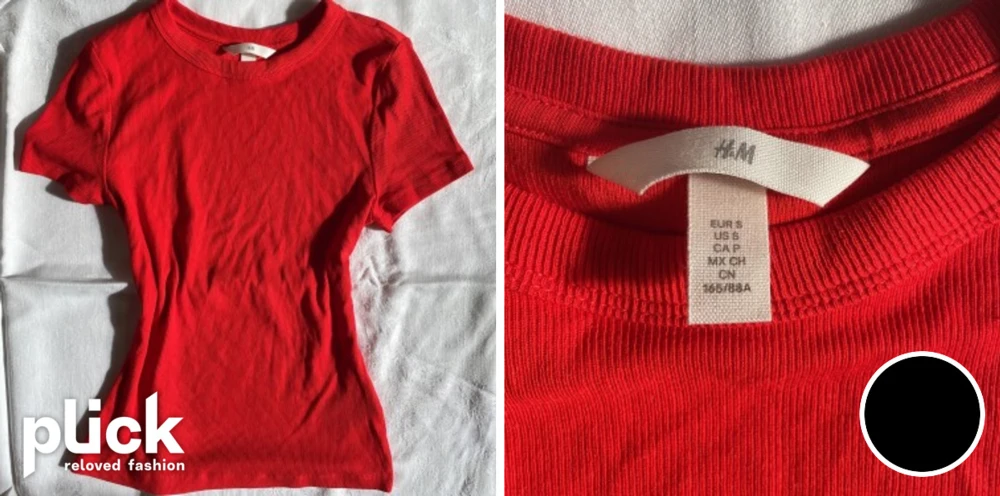 plick
reloved fashion
H&M
EUR S
US S
CA P
MX CH
CN
165/88A